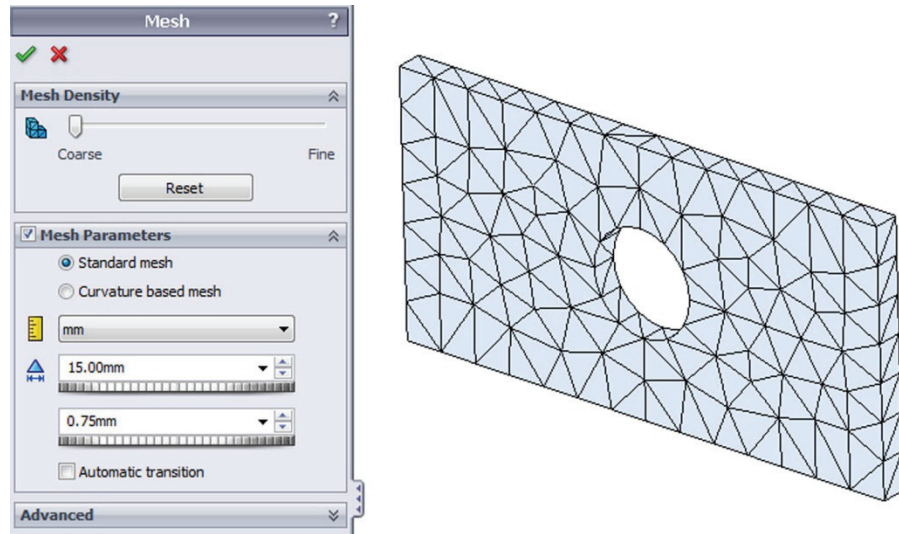 Mesh ?
Mesh Density
Coarse Fine
Reset
Mesh Parameters
Standard mesh
Curvature based mesh
mm
15.00mm
0.75mm
Automatic transition
Advanced